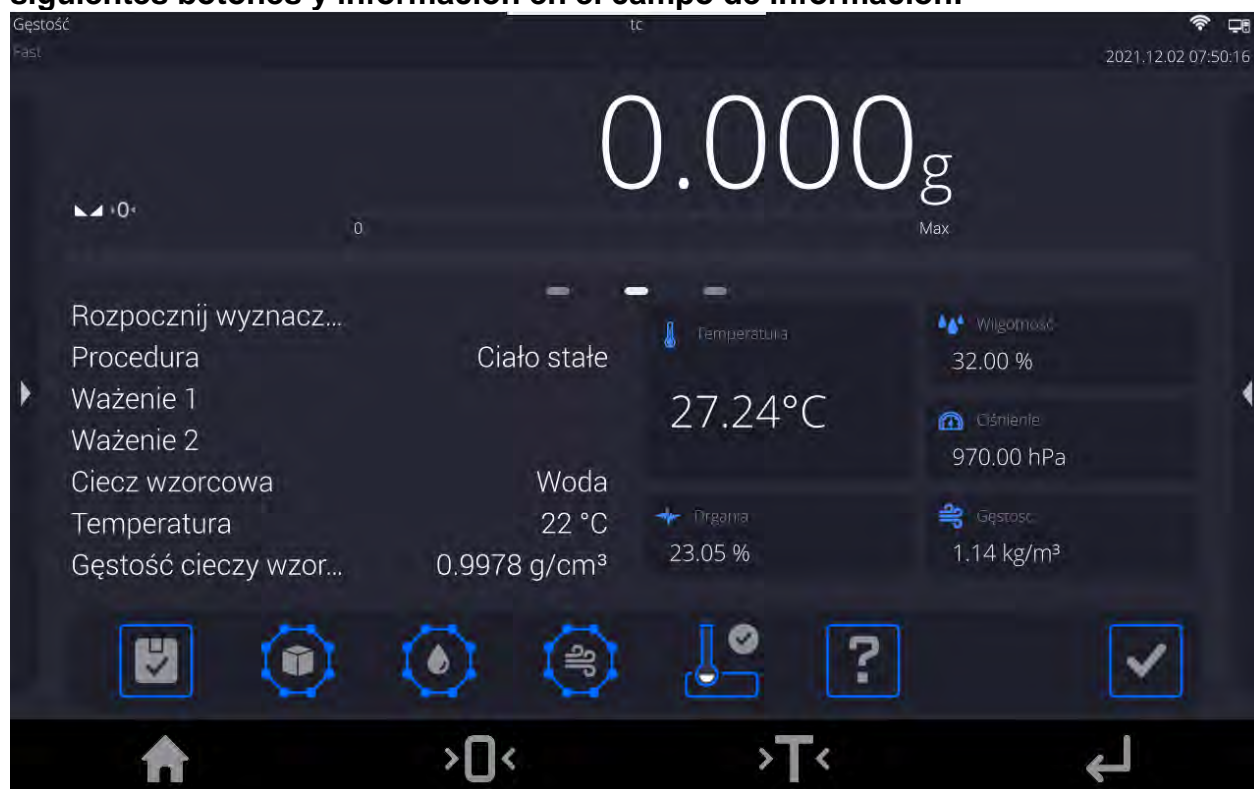 siguientes botones y información en el campo de información:
Gęstość
tc
Fast
2021.12.02 07:50:16
0.000g
0
0
Max
Rozpocznij wyznacz...
Procedura Ciało stałe
Ważenie 1
Ważenie 2
Ciecz wzorcowa Woda
Temperatura 22 °C
Gęstość cieczy wzor... 0.9978 g/cm³
Temperatura
27.24°C
Drgania
23.05 %
Wilgotność
32.00 %
Ciśnienie
970.00 hPa
Gęstość
1.14 kg/m³
?
>0<
>T<